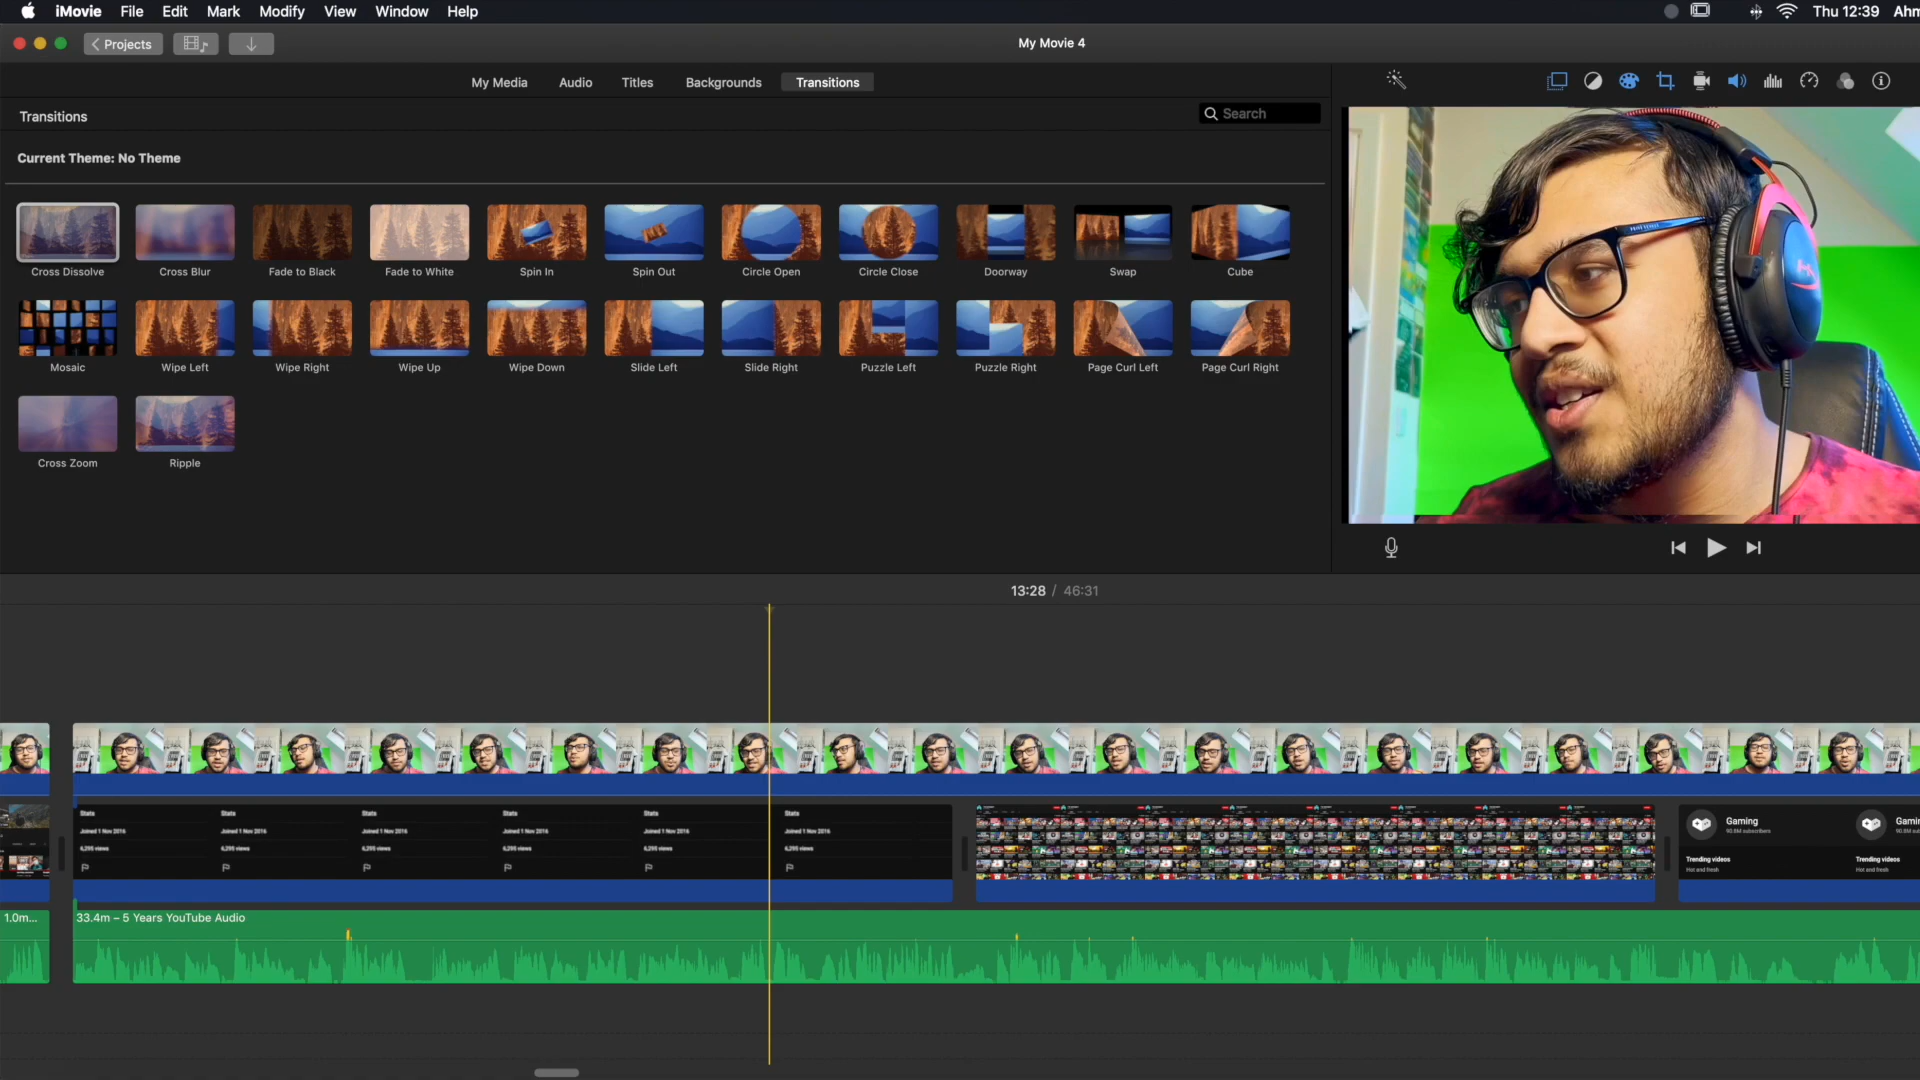 iMovie File Edit Mark Modify View Window Help Thu 12:39 Ahm
Projects My Movie 4
My Media Audio Titles Backgrounds Transitions
Transitions Search
Current Theme: No Theme
Cross Dissolve Cross Blur Fade to Black Fade to White Spin In Spin Out Circle Open Circle Close Doorway Swap Cube
Mosaic Wipe Left Wipe Right Wipe Up Wipe Down Slide Left Slide Right Puzzle Left Puzzle Right Page Curl Left Page Curl Right
Cross Zoom Ripple
13:28 / 46:31
Stats Stats Stats Stats Stats Stats
Joined 1 Nov 2016 Joined 1 Nov 2016 Joined 1 Nov 2016 Joined 1 Nov 2016 Joined 1 Nov 2016 Joined 1 Nov 2016
6,295 views 6,295 views 6,295 views 6,295 views 6,295 views 6,295 views
Gaming Gamin
90.8M subscribers 90.8M sub
Trending videos Trending videos
Hot and fresh Hot and fresh
1.0m... 33.4m – 5 Years YouTube Audio